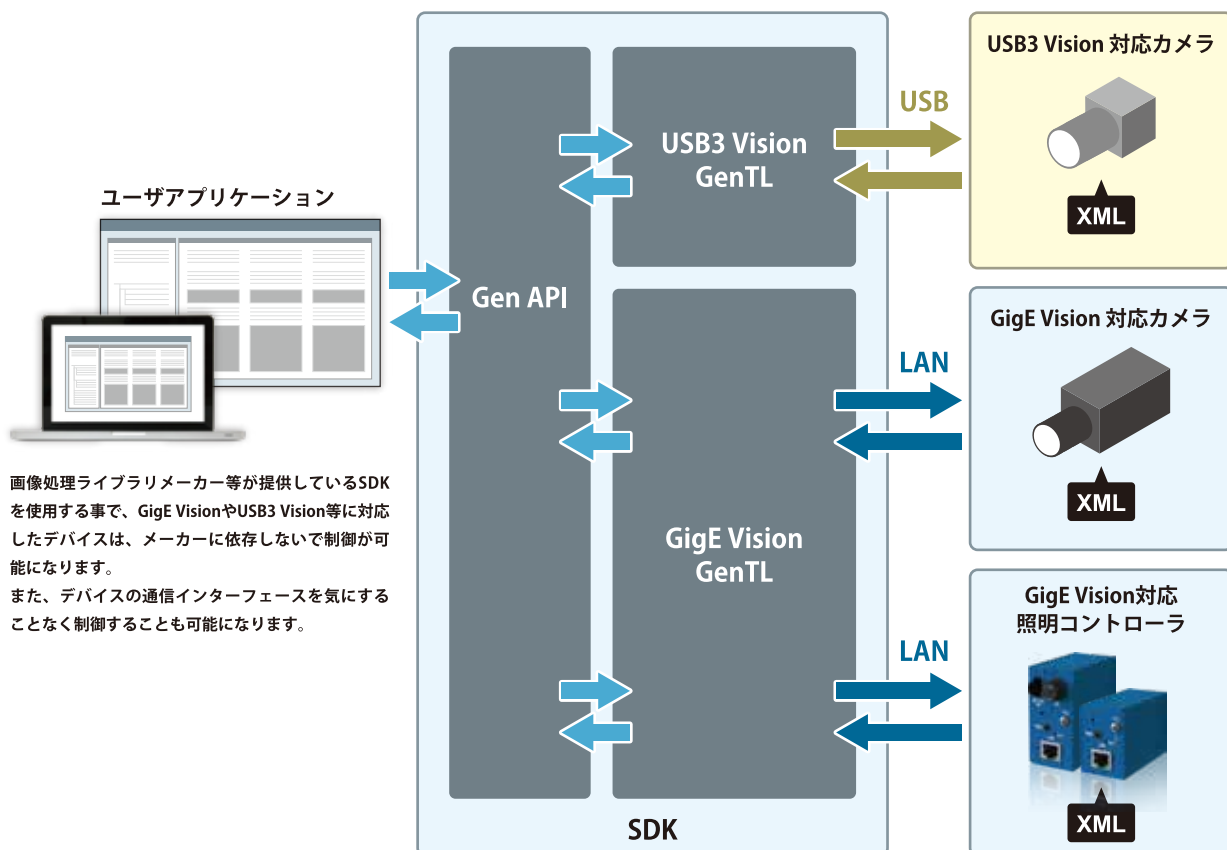 ユーザアプリケーション
画像処理ライブラリメーカー等が提供しているSDK
を使用する事で、GigE VisionやUSB3 Vision等に対応
したデバイスは、メーカーに依存しないで制御が可
能になります。
また、デバイスの通信インターフェースを気にする
ことなく制御することも可能になります。
Gen API
USB3 Vision
GenTL
GigE Vision
GenTL
SDK
USB
LAN
LAN
USB3 Vision 対応カメラ
XML
GigE Vision 対応カメラ
XML
GigE Vision対応
照明コントローラ
XML